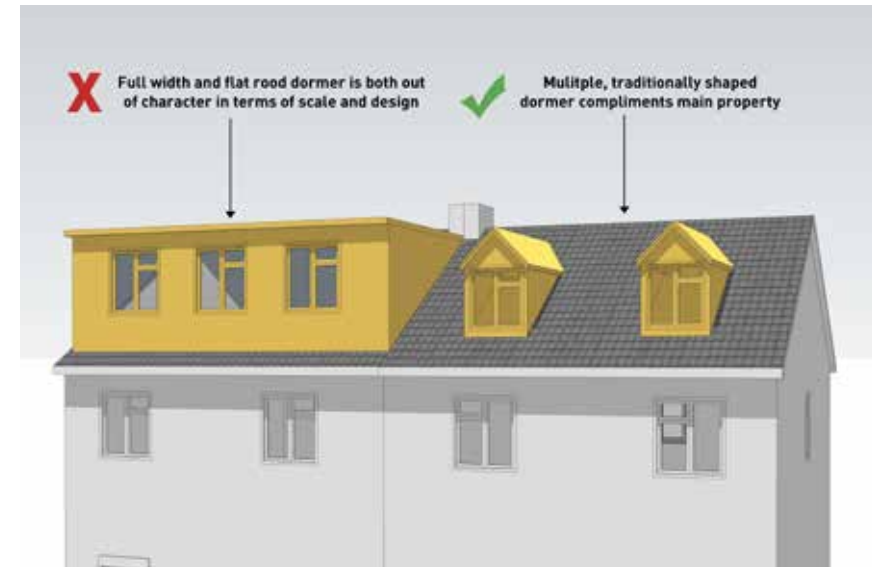 X
Full width and flat rood dormer is both out
of character in terms of scale and design
Mulitple, traditionally shaped
dormer compliments main property